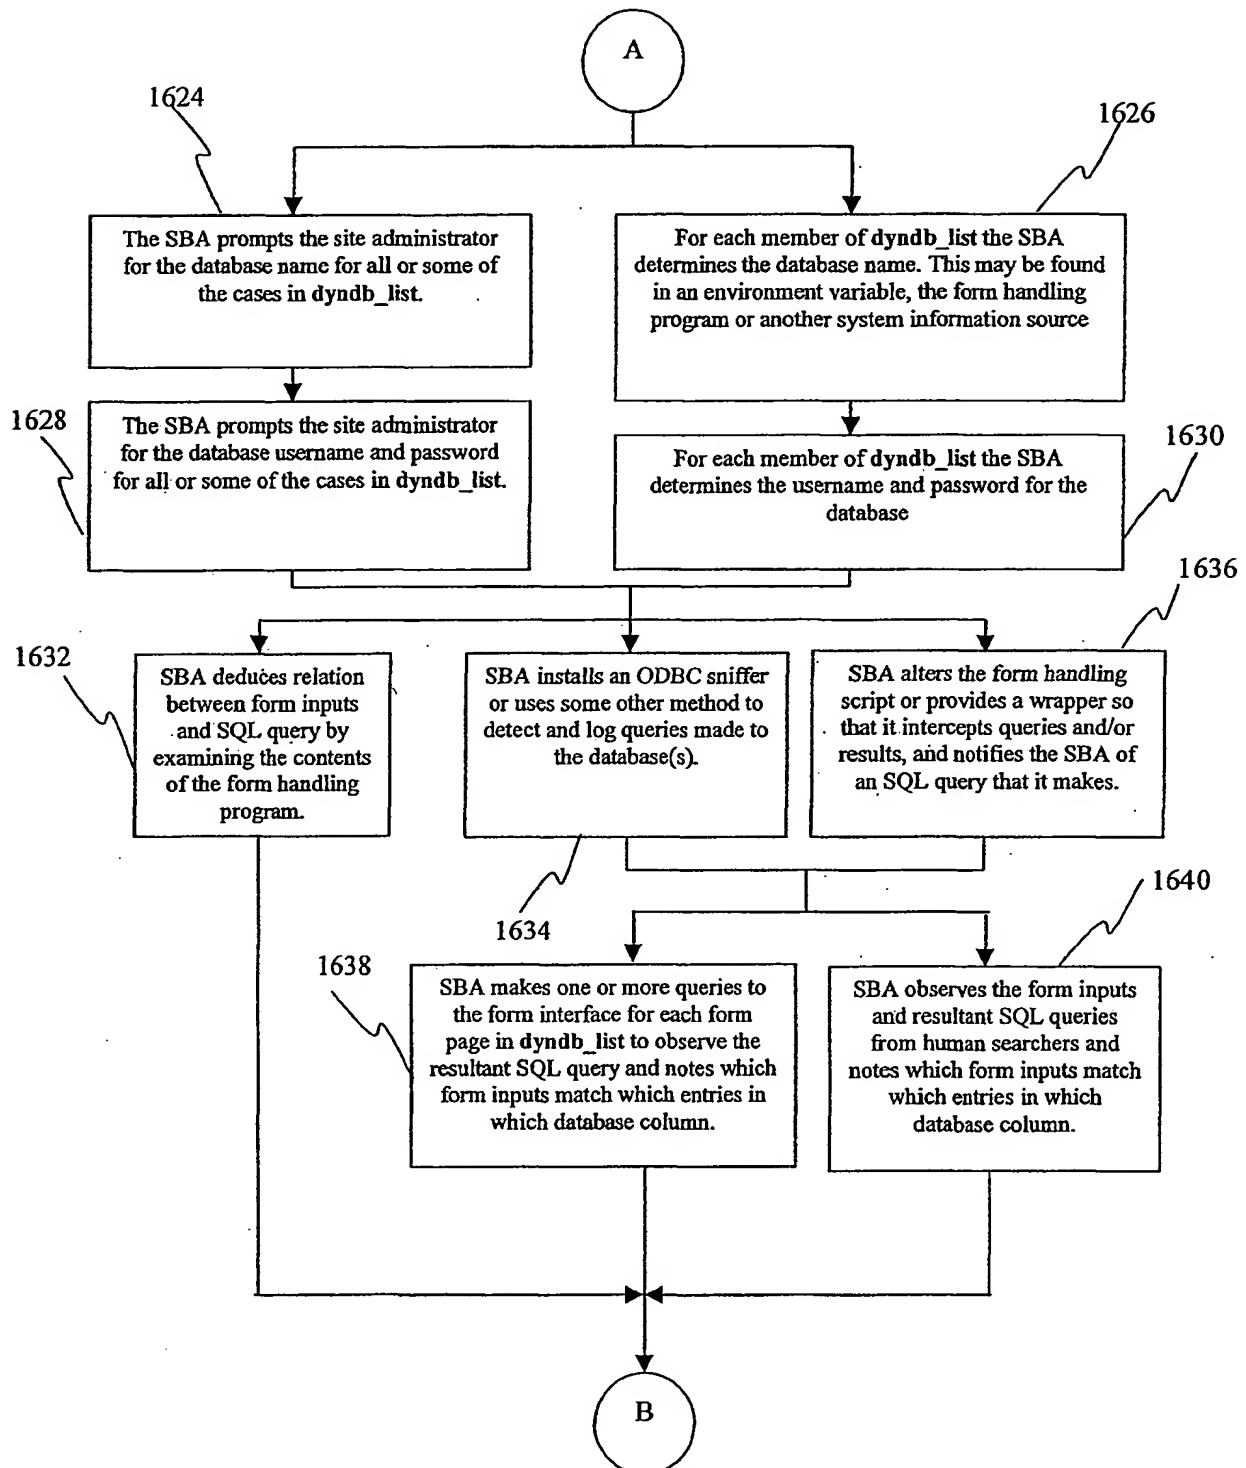 A
1624
1626
The SBA prompts the site administrator
for the database name for all or some of
the cases in dyndb_list.
For each member of dyndb_list the SBA
determines the database name. This may be found
in an environment variable, the form handling
program or another system information source
1628
The SBA prompts the site administrator
for the database username and password
for all or some of the cases in dyndb_list.
1630
For each member of dyndb_list the SBA
determines the username and password for the
database
1636
1632
SBA deduces relation
between form inputs
and SQL query by
examining the contents
of the form handling
program.
SBA installs an ODBC sniffer
or uses some other method to
detect and log queries made to
the database(s).
SBA alters the form handling
script or provides a wrapper so
that it intercepts queries and/or
results, and notifies the SBA of
an SQL query that it makes.
1634
1640
1638
SBA makes one or more queries to
the form interface for each form
page in dyndb_list to observe the
resultant SQL query and notes which
form inputs match which entries in
which database column.
SBA observes the form inputs
and resultant SQL queries
from human searchers and
notes which form inputs match
which entries in which
database column.
B